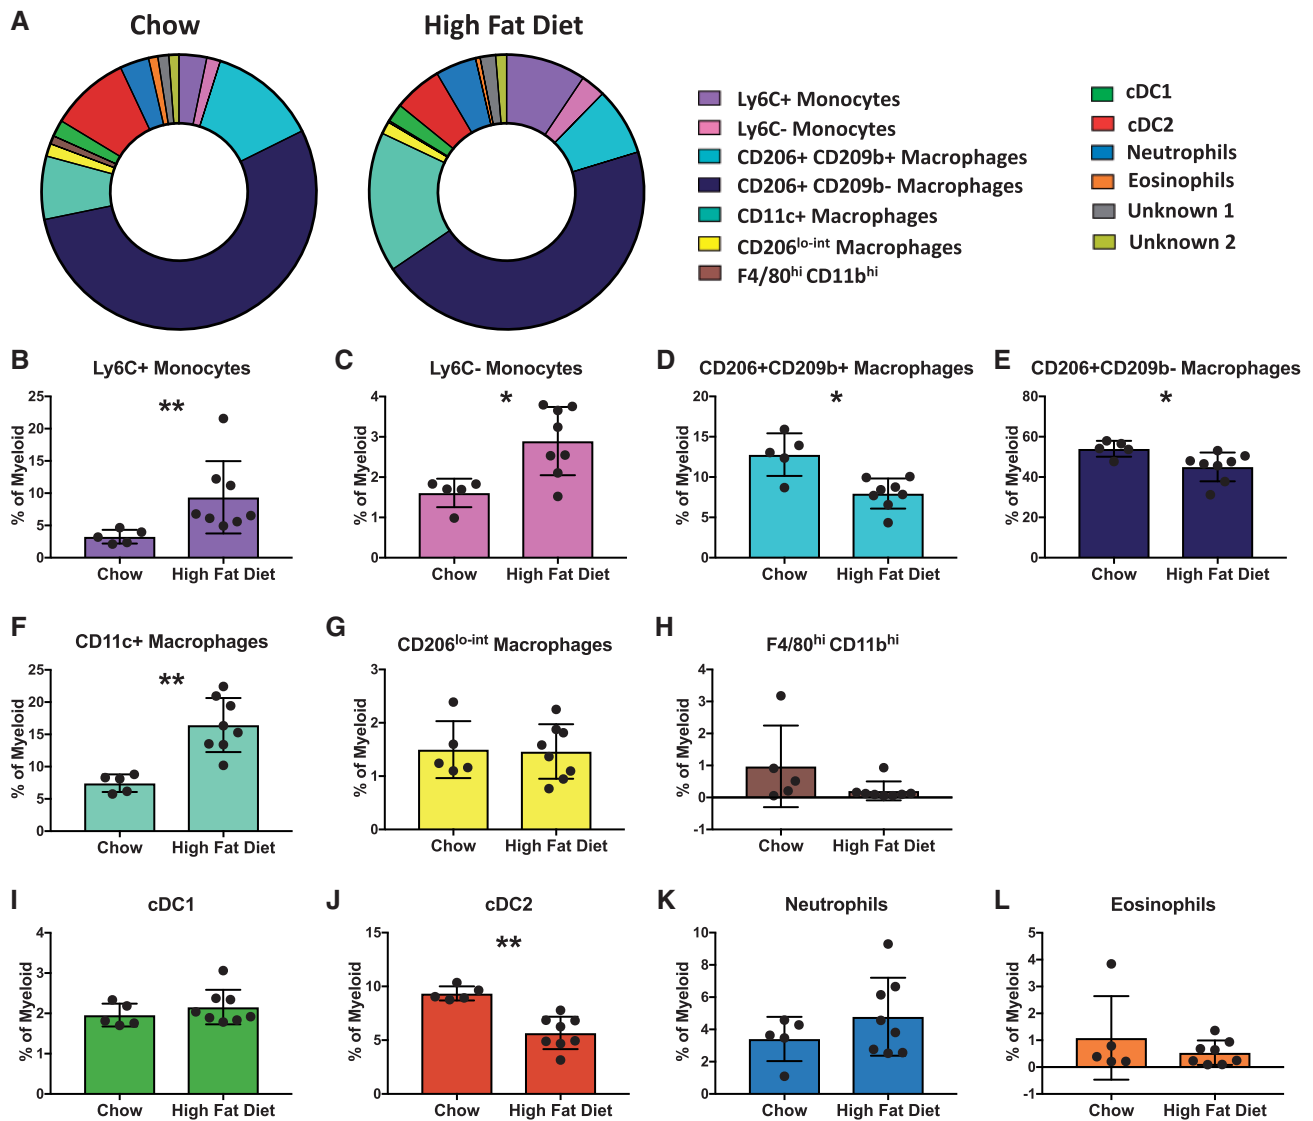 A
Chow
High Fat Diet
Ly6C+ Monocytes
Ly6C- Monocytes
CD206+ CD209b+ Macrophages
CD206+ CD209b- Macrophages
CD11c+ Macrophages
CD206lo-int Macrophages
F4/80hi CD11bhi
cDC1
cDC2
Neutrophils
Eosinophils
Unknown 1
Unknown 2
B
Ly6C+ Monocytes
**
% of Myeloid
25
20
15
10
5
0
Chow
High Fat Diet
C
Ly6C- Monocytes
*
% of Myeloid
4
3
2
1
0
Chow
High Fat Diet
D
CD206+CD209b+ Macrophages
*
% of Myeloid
20
15
10
5
0
Chow
High Fat Diet
E
CD206+CD209b- Macrophages
*
% of Myeloid
80
60
40
20
0
Chow
High Fat Diet
F
CD11c+ Macrophages
**
% of Myeloid
25
20
15
10
5
0
Chow
High Fat Diet
G
CD206lo-int Macrophages
% of Myeloid
3
2
1
0
Chow
High Fat Diet
H
F4/80hi CD11bhi
% of Myeloid
4
3
2
1
0
-1
Chow
High Fat Diet
I
cDC1
% of Myeloid
4
3
2
1
0
Chow
High Fat Diet
J
cDC2
**
% of Myeloid
15
10
5
0
Chow
High Fat Diet
K
Neutrophils
% of Myeloid
10
8
6
4
2
0
Chow
High Fat Diet
L
Eosinophils
% of Myeloid
5
4
3
2
1
0
-1
Chow
High Fat Diet